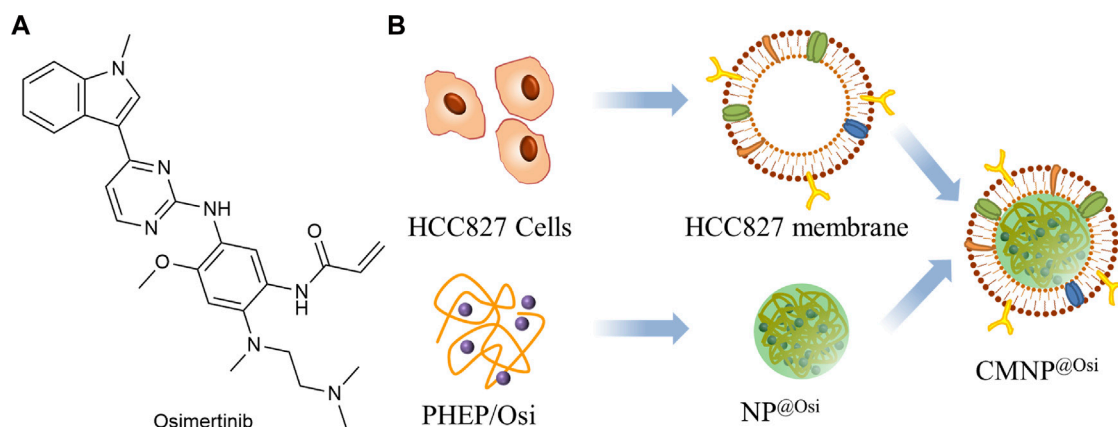 A
B
N
N
N
NH
O
O
N
H
N
N
Osimertinib
HCC827 Cells
HCC827 membrane
PHEP/Osi
NP@Osi
CMNP@Osi